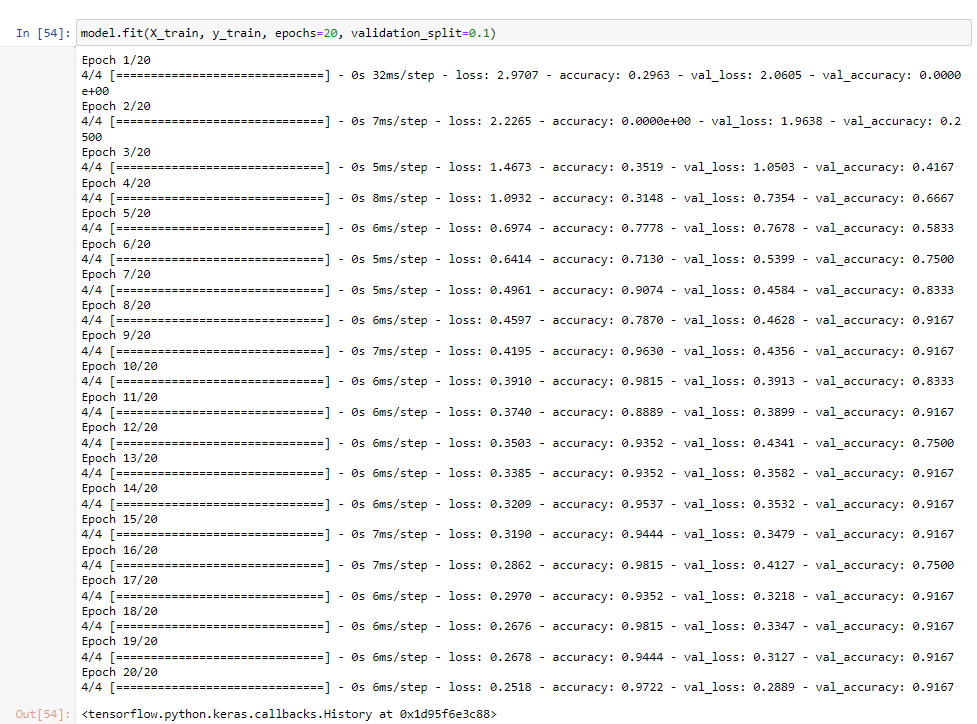 In [54]: model.fit(X_train, y_train, epochs=20, validation_split=0.1)
Epoch 1/20
4/4 [==============================] - 0s 32ms/step - loss: 2.9707 - accuracy: 0.2963 - val_loss: 2.0605 - val_accuracy: 0.0000
e+00
Epoch 2/20
4/4 [==============================] - 0s 7ms/step - loss: 2.2265 - accuracy: 0.0000e+00 - val_loss: 1.9638 - val_accuracy: 0.2
500
Epoch 3/20
4/4 [==============================] - 0s 5ms/step - loss: 1.4673 - accuracy: 0.3519 - val_loss: 1.0503 - val_accuracy: 0.4167
Epoch 4/20
4/4 [==============================] - 0s 8ms/step - loss: 1.0932 - accuracy: 0.3148 - val_loss: 0.7354 - val_accuracy: 0.6667
Epoch 5/20
4/4 [==============================] - 0s 6ms/step - loss: 0.6974 - accuracy: 0.7778 - val_loss: 0.7678 - val_accuracy: 0.5833
Epoch 6/20
4/4 [==============================] - 0s 5ms/step - loss: 0.6414 - accuracy: 0.7130 - val_loss: 0.5399 - val_accuracy: 0.7500
Epoch 7/20
4/4 [==============================] - 0s 5ms/step - loss: 0.4961 - accuracy: 0.9074 - val_loss: 0.4584 - val_accuracy: 0.8333
Epoch 8/20
4/4 [==============================] - 0s 6ms/step - loss: 0.4597 - accuracy: 0.7870 - val_loss: 0.4628 - val_accuracy: 0.9167
Epoch 9/20
4/4 [==============================] - 0s 7ms/step - loss: 0.4195 - accuracy: 0.9630 - val_loss: 0.4356 - val_accuracy: 0.9167
Epoch 10/20
4/4 [==============================] - 0s 6ms/step - loss: 0.3910 - accuracy: 0.9815 - val_loss: 0.3913 - val_accuracy: 0.8333
Epoch 11/20
4/4 [==============================] - 0s 6ms/step - loss: 0.3740 - accuracy: 0.8889 - val_loss: 0.3899 - val_accuracy: 0.9167
Epoch 12/20
4/4 [==============================] - 0s 6ms/step - loss: 0.3503 - accuracy: 0.9352 - val_loss: 0.4341 - val_accuracy: 0.7500
Epoch 13/20
4/4 [==============================] - 0s 6ms/step - loss: 0.3385 - accuracy: 0.9352 - val_loss: 0.3582 - val_accuracy: 0.9167
Epoch 14/20
4/4 [==============================] - 0s 6ms/step - loss: 0.3209 - accuracy: 0.9537 - val_loss: 0.3532 - val_accuracy: 0.9167
Epoch 15/20
4/4 [==============================] - 0s 7ms/step - loss: 0.3190 - accuracy: 0.9444 - val_loss: 0.3479 - val_accuracy: 0.9167
Epoch 16/20
4/4 [==============================] - 0s 7ms/step - loss: 0.2862 - accuracy: 0.9815 - val_loss: 0.4127 - val_accuracy: 0.7500
Epoch 17/20
4/4 [==============================] - 0s 6ms/step - loss: 0.2970 - accuracy: 0.9352 - val_loss: 0.3218 - val_accuracy: 0.9167
Epoch 18/20
4/4 [==============================] - 0s 6ms/step - loss: 0.2676 - accuracy: 0.9815 - val_loss: 0.3347 - val_accuracy: 0.9167
Epoch 19/20
4/4 [==============================] - 0s 6ms/step - loss: 0.2678 - accuracy: 0.9444 - val_loss: 0.3127 - val_accuracy: 0.9167
Epoch 20/20
4/4 [==============================] - 0s 6ms/step - loss: 0.2518 - accuracy: 0.9722 - val_loss: 0.2889 - val_accuracy: 0.9167
Out[54]: <tensorflow.python.keras.callbacks.History at 0x1d95f6e3c88>